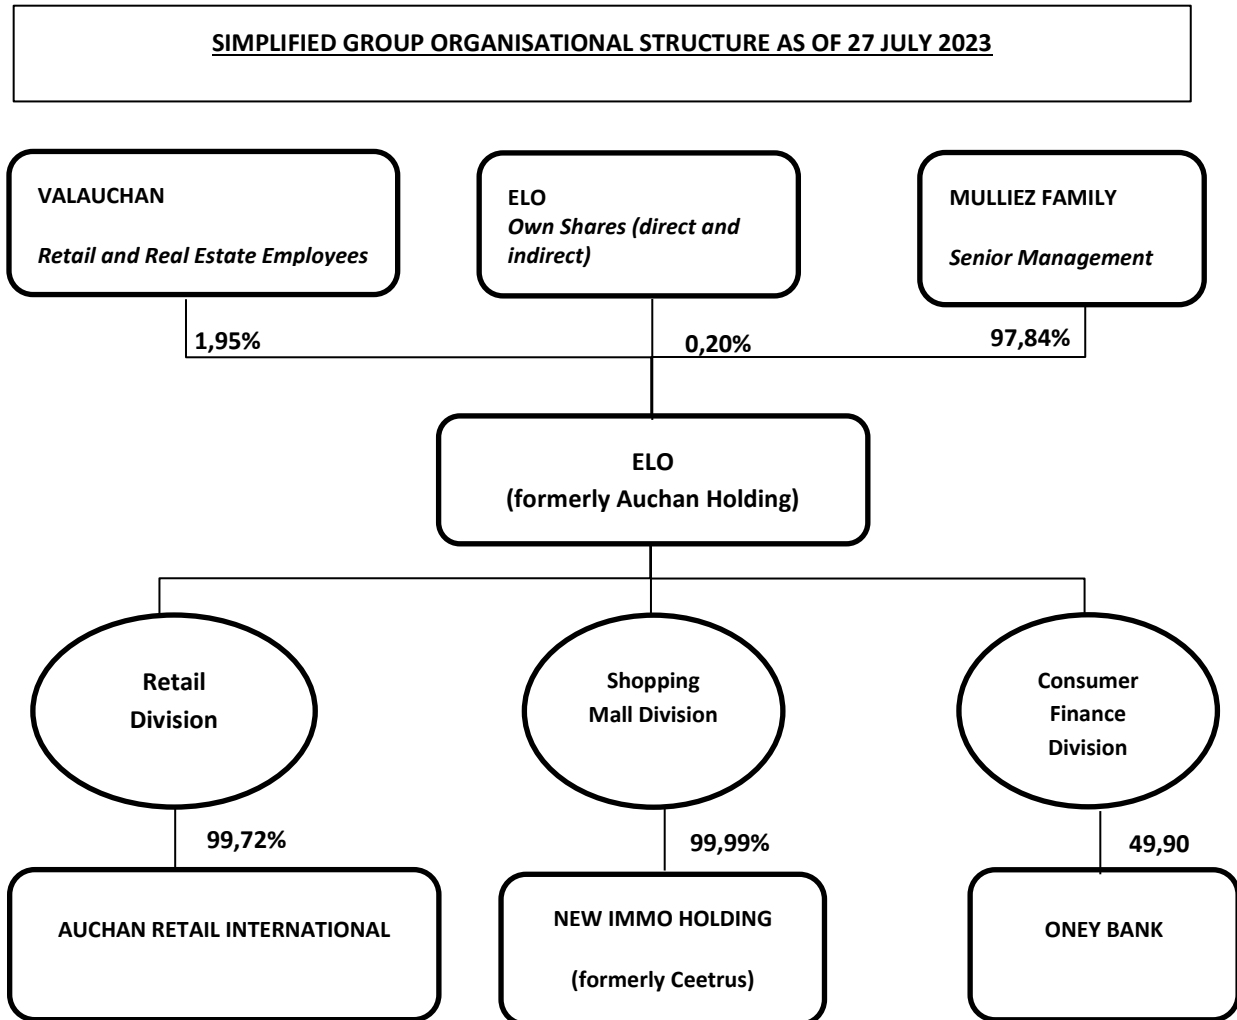 SIMPLIFIED GROUP ORGANISATIONAL STRUCTURE AS OF 27 JULY 2023
VALAUCHAN
Retail and Real Estate Employees
ELO
Own Shares (direct and
indirect)
MULLIEZ FAMILY
Senior Management
1,95%
0,20%
97,84%
ELO
(formerly Auchan Holding)
Retail
Division
Shopping
Mall Division
Consumer
Finance
Division
99,72%
99,99%
49,90
AUCHAN RETAIL INTERNATIONAL
NEW IMMO HOLDING
(formerly Ceetrus)
ONEY BANK